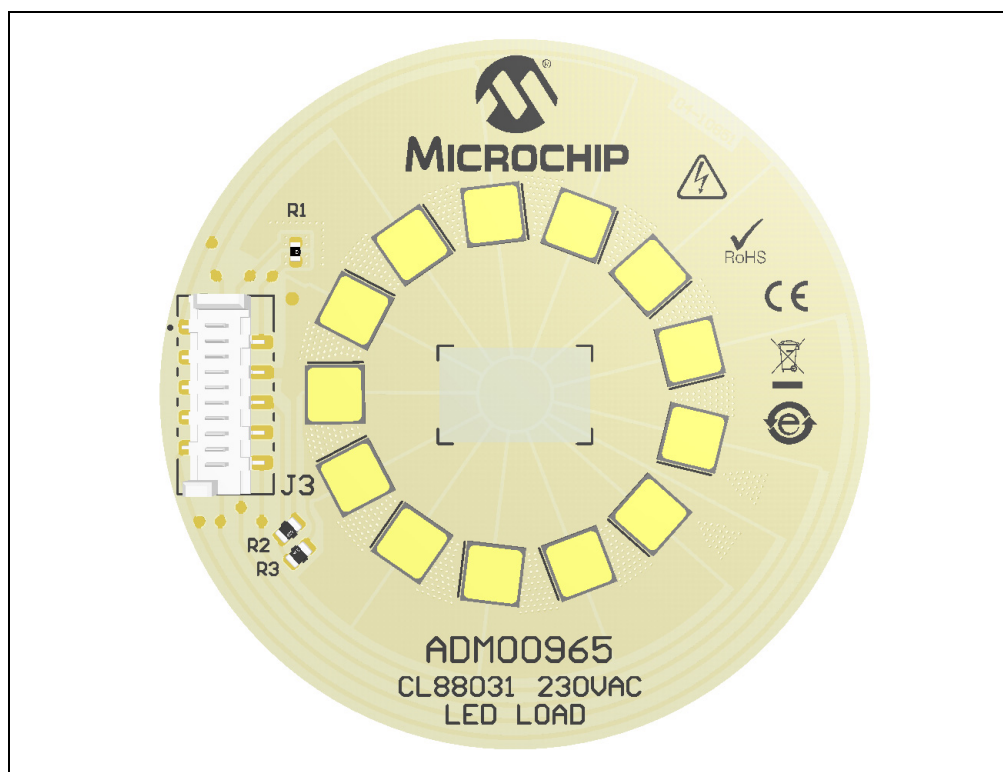 ®
MICROCHIP
R1
RoHS
CE
e
J3
R2
R3
ADM00965
CL88031 230VAC
LED LOAD